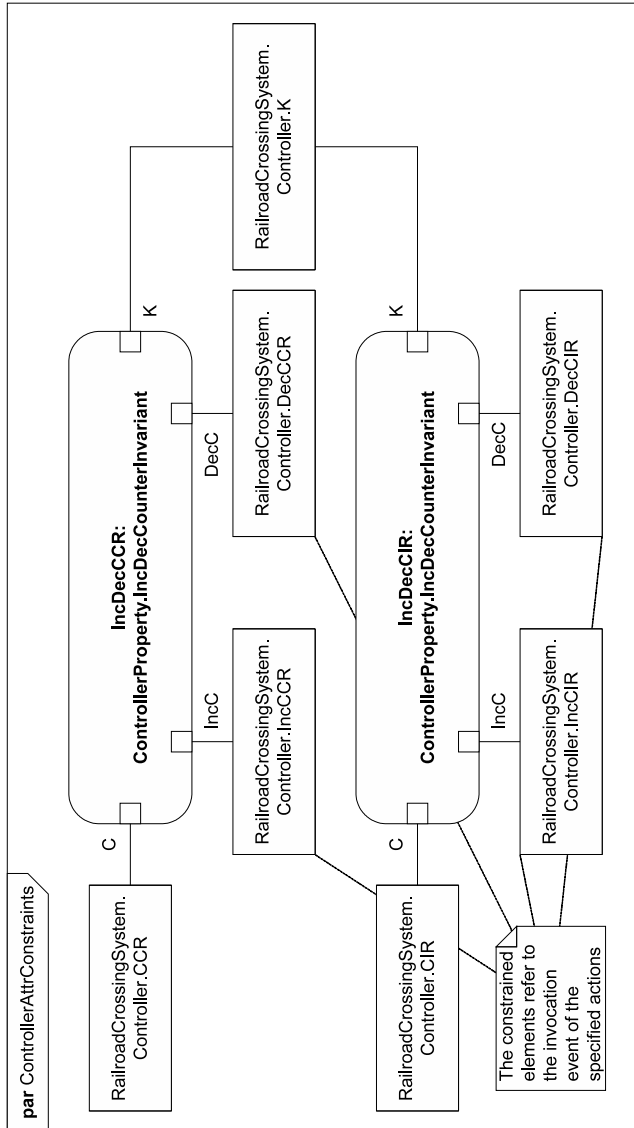 par ControllerAttrConstraints
RailroadCrossingSystem.
Controller.CCR
C
IncDecCCR:
ControllerProperty.IncDecCounterInvariant
K
IncC
DecC
RailroadCrossingSystem.
Controller.IncCCR
RailroadCrossingSystem.
Controller.DecCCR
RailroadCrossingSystem.
Controller.K
RailroadCrossingSystem.
Controller.CIR
C
IncDecCIR:
ControllerProperty.IncDecCounterInvariant
K
IncC
DecC
The constrained
elements refer to
the invocation
event of the
specified actions
RailroadCrossingSystem.
Controller.IncCIR
RailroadCrossingSystem.
Controller.DecCIR